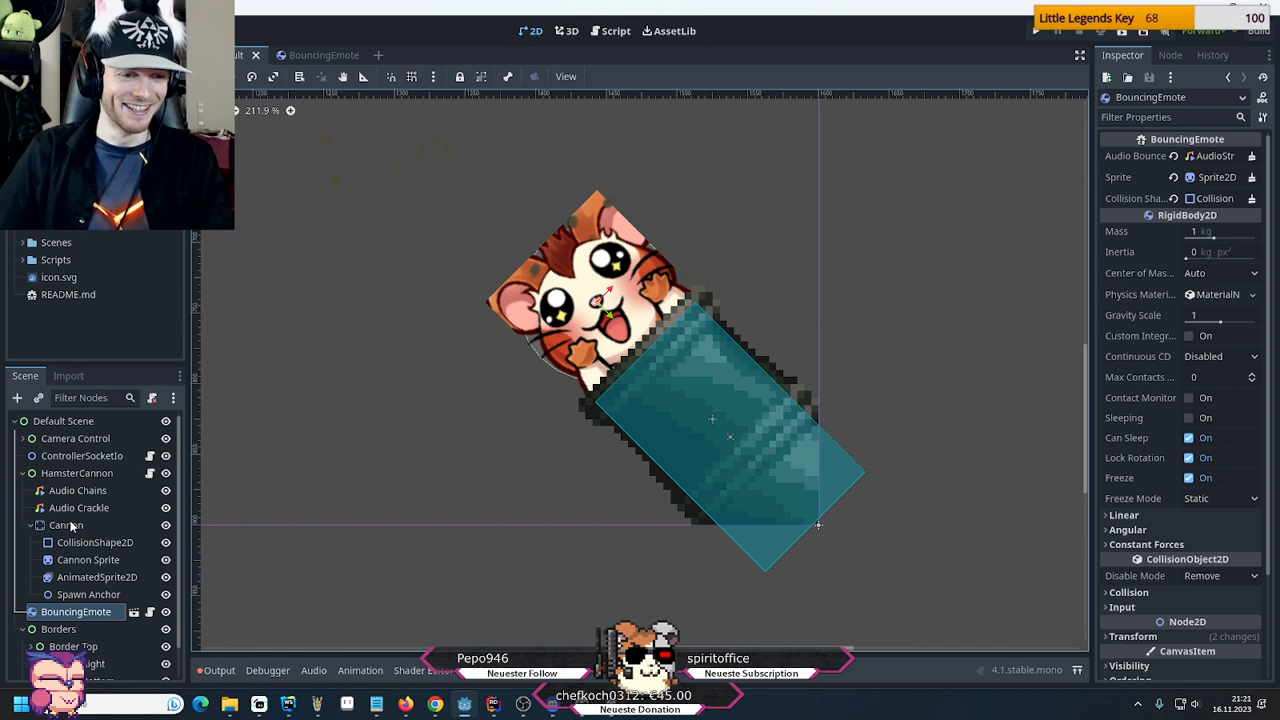 Little Legends Key 68 100
2D 3D Script AssetLib
BouncingEmote
View
211.9 %
Scenes
Scripts
icon.svg
README.md
Scene Import
Filter Nodes
Default Scene
Camera Control
ControllerSocketIo
HamsterCannon
Audio Chains
Audio Crackle
Cannon
CollisionShape2D
Cannon Sprite
AnimatedSprite2D
Spawn Anchor
BouncingEmote
Borders
Border Top
Output Debugger Audio Animation
4.1.stable.mono
Inspector Node History
BouncingEmote
Filter Properties
BouncingEmote
Audio Bounce AudioStr
Sprite Sprite2D
Collision Sha... Collision
RigidBody2D
Mass 1 kg
Inertia 0 kg·px²
Center of Mas Auto
Physics Materi MaterialN
Gravity Scale 1
Custom Integr On
Continuous CD Disabled
Max Contacts 0
Contact Monitor On
Sleeping On
Can Sleep On
Lock Rotation On
Freeze On
Freeze Mode Static
Linear
Angular
Constant Forces
CollisionObject2D
Disable Mode Remove
Collision
Input
Node2D
Transform (2 changes)
CanvasItem
Visibility
Pepo946
Neuester Follow
spiritoffice
Neueste Subscription
chefkoch0312: €45.00
Neueste Donation
21:21
16.11.2023